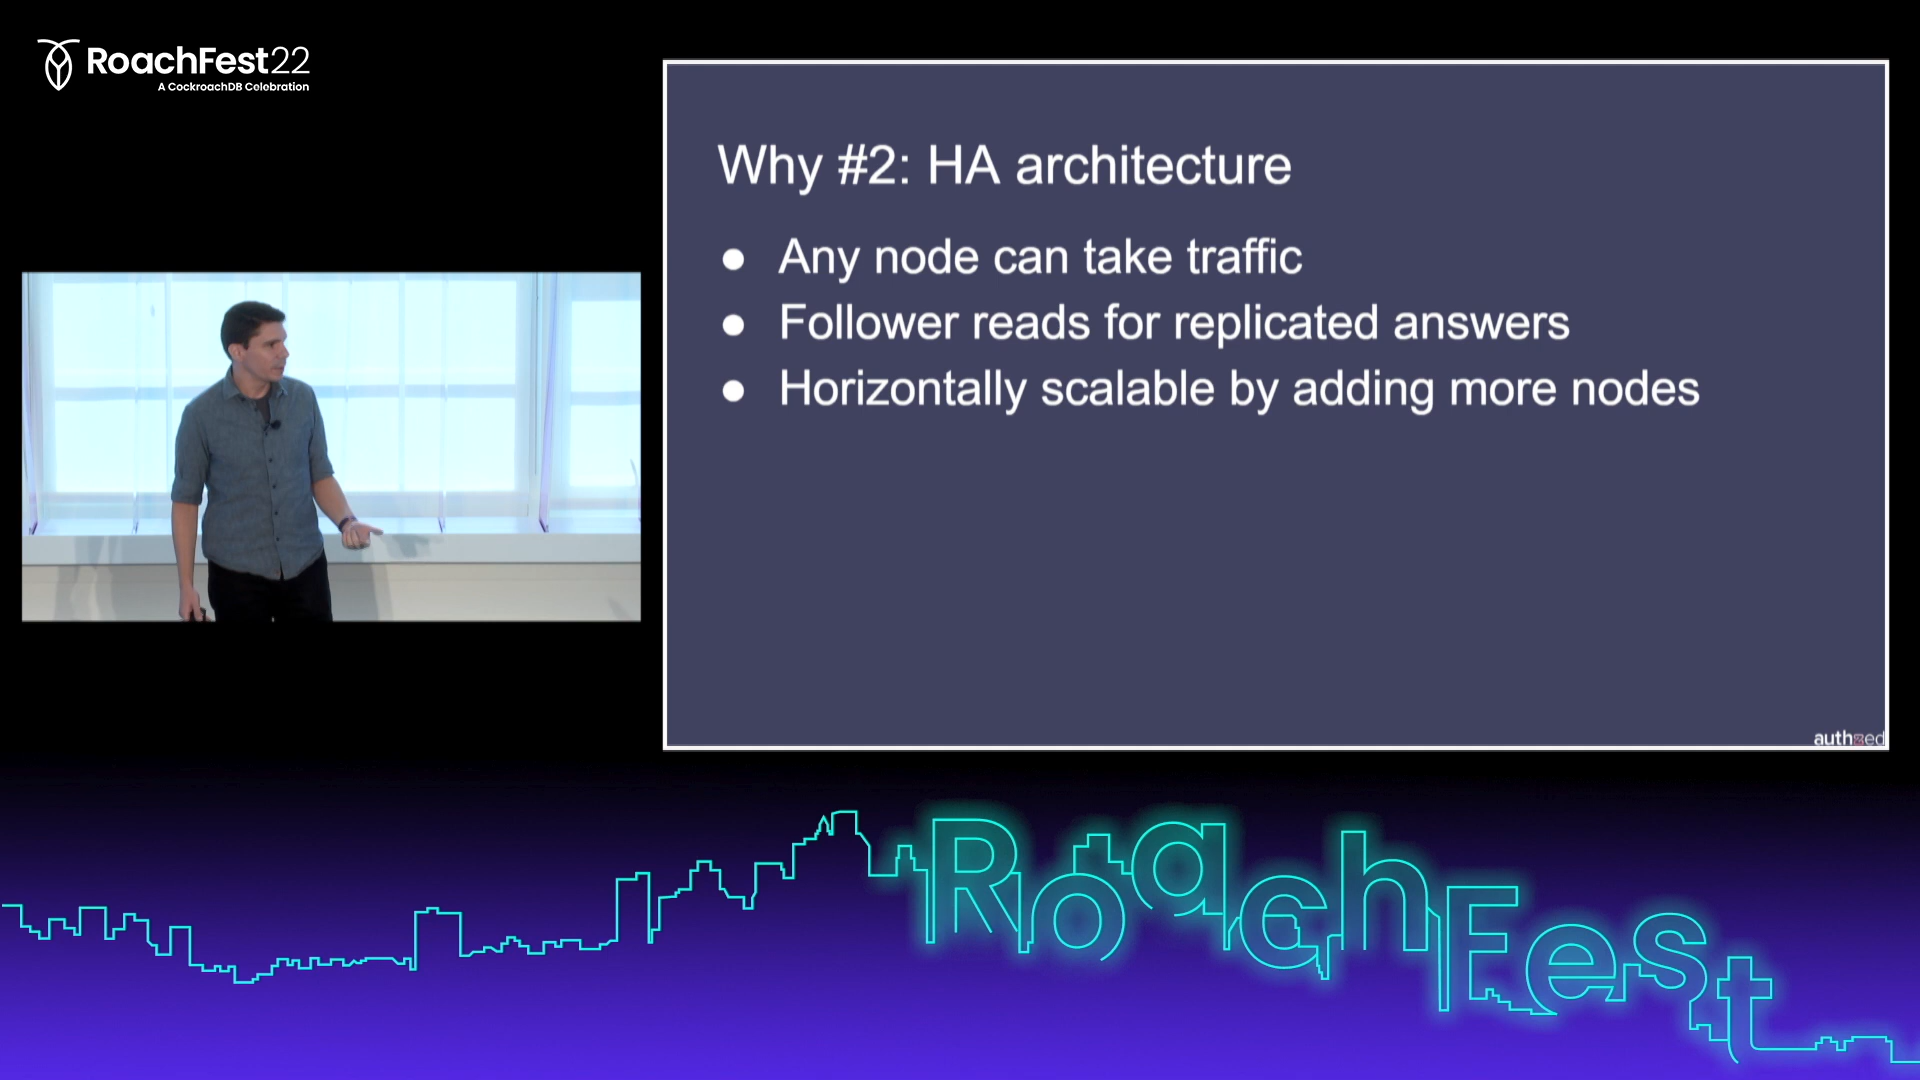 RoachFest22
A CockroachDB Celebration
Why #2: HA architecture
● Any node can take traffic
● Follower reads for replicated answers
● Horizontally scalable by adding more nodes
authzed
RoachFest